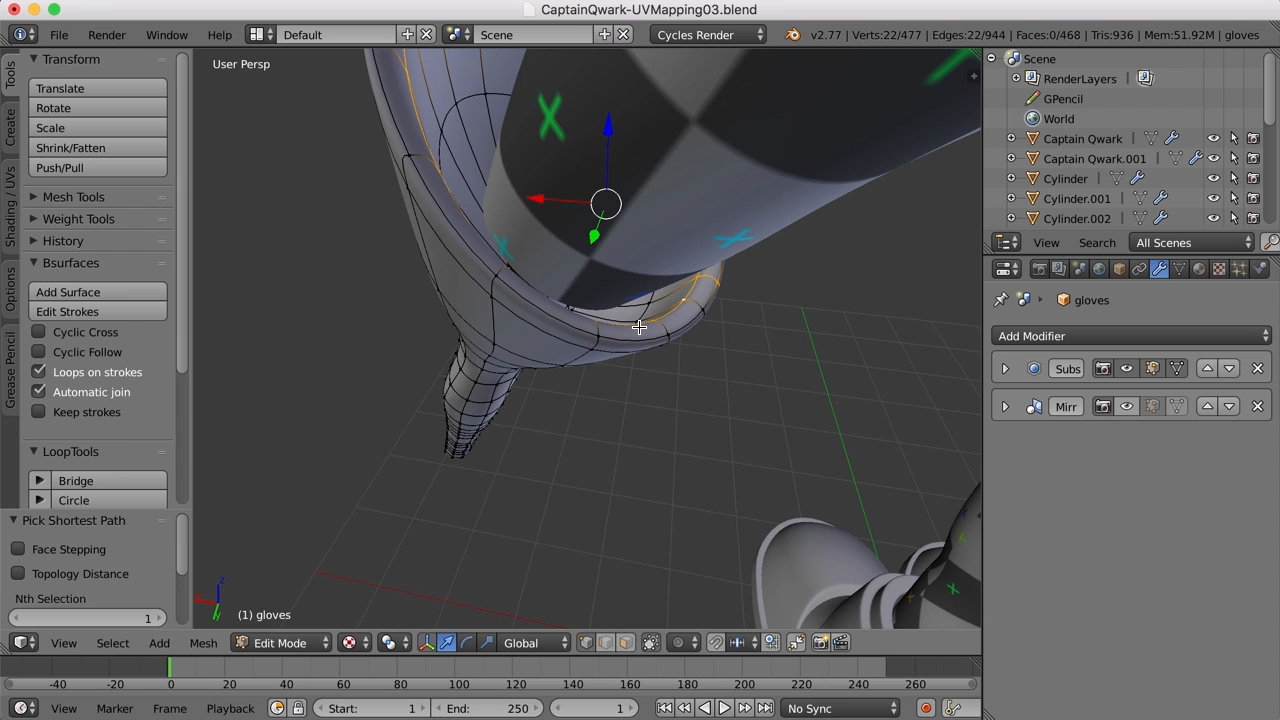 CaptainQwark-UVMapping03.blend
File Render Window Help Default Scene Cycles Render v2.77 | Verts:22/477 | Edges:22/944 | Faces:0/468 | Tris:936 | Mem:51.92M | gloves
Tools
Create
Shading / UVs
Options
Grease Pencil
Transform
Translate
Rotate
Scale
Shrink/Fatten
Push/Pull
Mesh Tools
Weight Tools
History
Bsurfaces
Add Surface
Edit Strokes
Cyclic Cross
Cyclic Follow
Loops on strokes
Automatic join
Keep strokes
LoopTools
Bridge
Circle
Pick Shortest Path
Face Stepping
Topology Distance
Nth Selection
1
User Persp
z
(1) gloves
Scene
RenderLayers
GPencil
World
Captain Qwark
Captain Qwark.001
Cylinder
Cylinder.001
Cylinder.002
View Search All Scenes
gloves
Add Modifier
Subs
Mirr
View Select Add Mesh Edit Mode Global
-40 -20 0 20 40 60 80 100 120 140 160 180 200 220 240 260
View Marker Frame Playback Start: 1 End: 250 1 No Sync